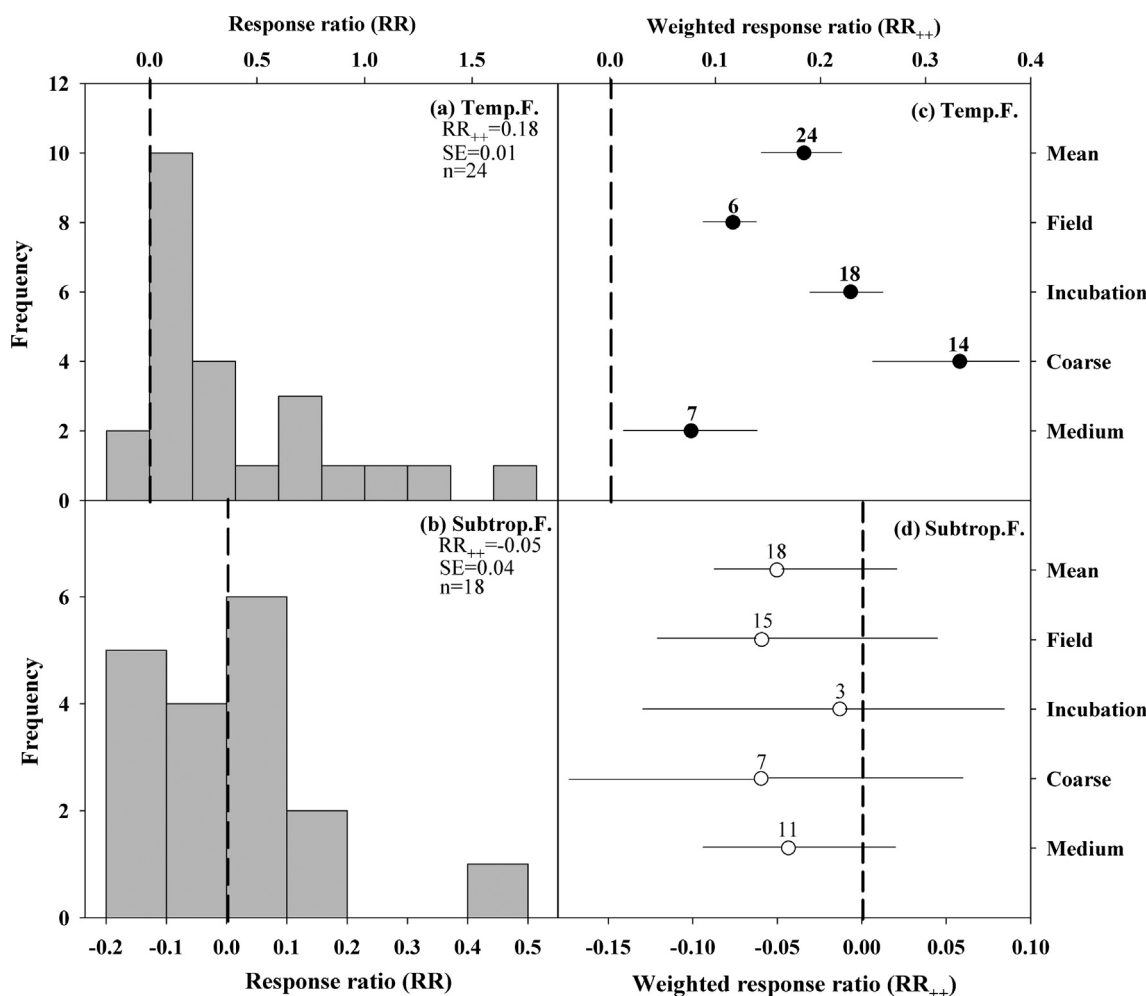 Response ratio (RR)
Weighted response ratio (RR++)
0.0 0.5 1.0 1.5
0.0 0.1 0.2 0.3 0.4
12
10
8
6
4
2
0
Frequency
(a) Temp.F.
RR++=0.18
SE=0.01
n=24
(c) Temp.F.
24
Mean
6
Field
18
Incubation
14
Coarse
7
Medium
6
4
2
0
Frequency
(b) Subtrop.F.
RR++=-0.05
SE=0.04
n=18
(d) Subtrop.F.
18
Mean
15
Field
3
Incubation
7
Coarse
11
Medium
-0.2 -0.1 0.0 0.1 0.2 0.3 0.4 0.5
-0.15 -0.10 -0.05 0.00 0.05 0.10
Response ratio (RR)
Weighted response ratio (RR++)